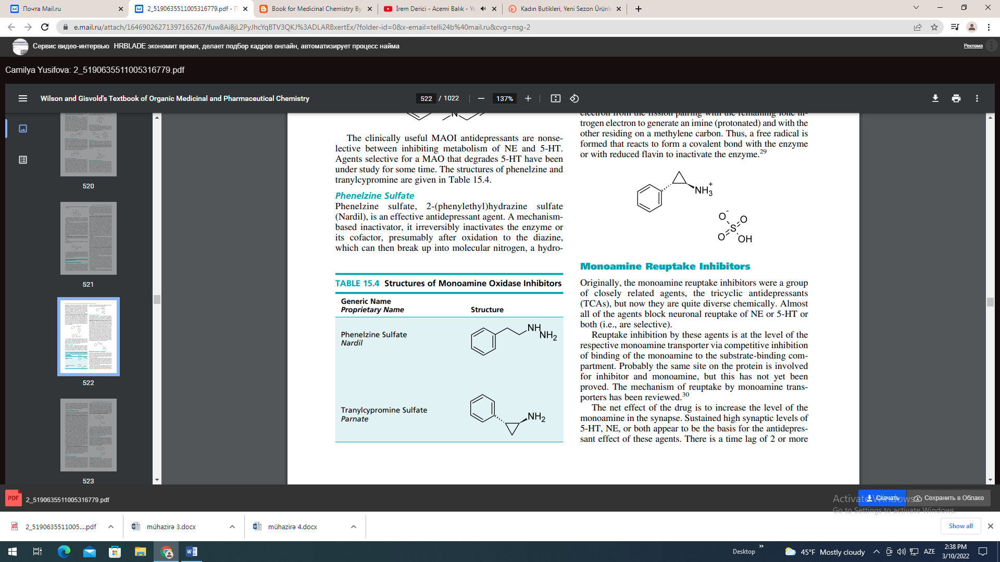 Почта Mail.ru
2_5190635511005316779.pdf - П
Book for Medicinal Chemistry By
İrem Derici - Acemi Balık - Yo
Kadın Butikleri, Yeni Sezon Ürünle
e.mail.ru/attach/16469026271397165267/fuw8Ai8jL2PyJhcYqBTV3QKJ%3ADLARBxertEx/?folder-id=0&x-email=telli24b%40mail.ru&cvg=nsg-2
Сервис видео-интервью HRBLADE экономит время, делает подбор кадров онлайн, автоматизирует процесс найма
Реклама
Camilya Yusifova: 2_5190635511005316779.pdf
Wilson and Gisvold's Textbook of Organic Medicinal and Pharmaceutical Chemistry
522 / 1022
137%
520
521
522
523
N
The clinically useful MAOI antidepressants are nonse-
lective between inhibiting metabolism of NE and 5-HT.
Agents selective for a MAO that degrades 5-HT have been
under study for some time. The structures of phenelzine and
tranylcypromine are given in Table 15.4.
Phenelzine Sulfate
Phenelzine sulfate, 2-(phenylethyl)hydrazine sulfate
(Nardil), is an effective antidepressant agent. A mechanism-
based inactivator, it irreversibly inactivates the enzyme or
its cofactor, presumably after oxidation to the diazine,
which can then break up into molecular nitrogen, a hydro-
TABLE 15.4 Structures of Monoamine Oxidase Inhibitors
Generic Name
Proprietary Name
Structure
Phenelzine Sulfate
Nardil
NH
NH2
Tranylcypromine Sulfate
Parnate
NH2
electron from the fission pairing with the remaining lone ni-
trogen electron to generate an imine (protonated) and with the
other residing on a methylene carbon. Thus, a free radical is
formed that reacts to form a covalent bond with the enzyme
or with reduced flavin to inactivate the enzyme.29
NH3+
O-
O
S
O
OH
Monoamine Reuptake Inhibitors
Originally, the monoamine reuptake inhibitors were a group
of closely related agents, the tricyclic antidepressants
(TCAs), but now they are quite diverse chemically. Almost
all of the agents block neuronal reuptake of NE or 5-HT or
both (i.e., are selective).
Reuptake inhibition by these agents is at the level of the
respective monoamine transporter via competitive inhibition
of binding of the monoamine to the substrate-binding com-
partment. Probably the same site on the protein is involved
for inhibitor and monoamine, but this has not yet been
proved. The mechanism of reuptake by monoamine trans-
porters has been reviewed.30
The net effect of the drug is to increase the level of the
monoamine in the synapse. Sustained high synaptic levels of
5-HT, NE, or both appear to be the basis for the antidepres-
sant effect of these agents. There is a time lag of 2 or more
PDF
2_5190635511005316779.pdf
Скачать
Сохранить в Облако
Activate Windows
Go to Settings to activate Windows.
2_5190635511005....pdf
mühazirə 3.docx
mühazirə 4.docx
Show all
Desktop
45°F Mostly cloudy
AZE
2:38 PM
3/10/2022